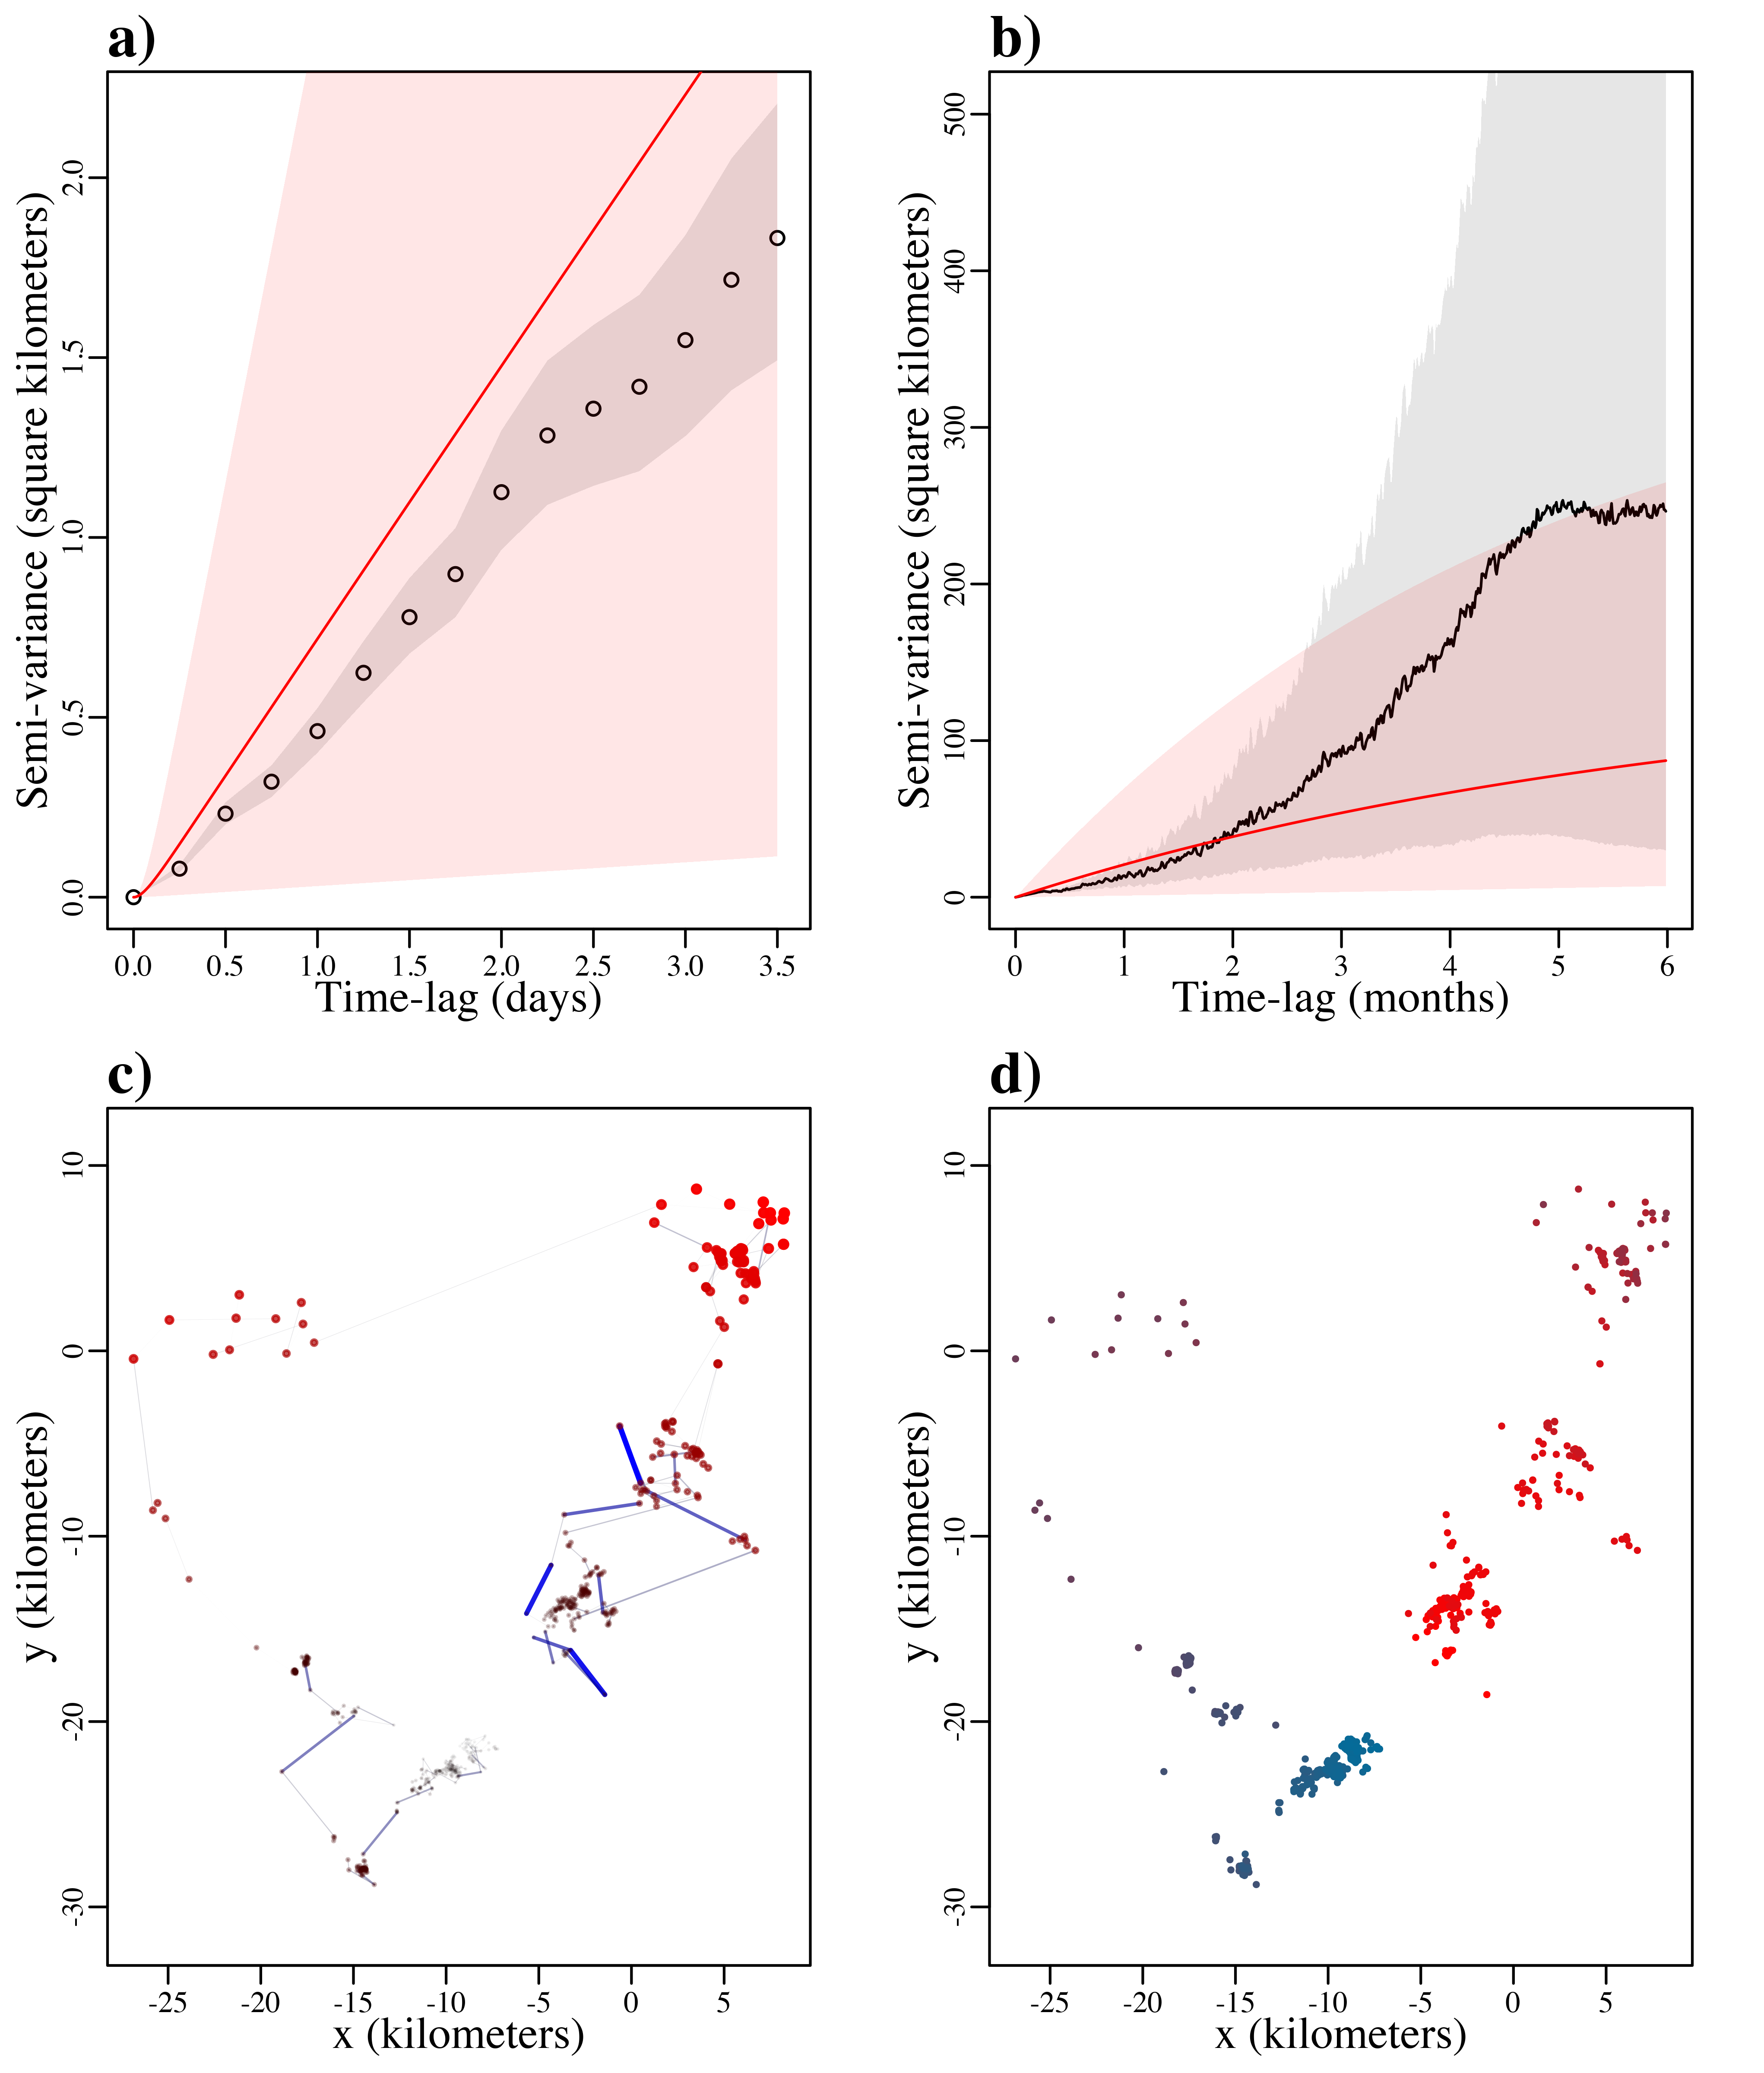 a)
Semi-variance (square kilometers)
0.0 0.5 1.0 1.5 2.0
0.0 0.5 1.0 1.5 2.0 2.5 3.0 3.5
Time-lag (days)
b)
Semi-variance (square kilometers)
0 100 200 300 400 500
0 1 2 3 4 5 6
Time-lag (months)
c)
y (kilometers)
-30 -20 -10 0 10
-25 -20 -15 -10 -5 0 5
x (kilometers)
d)
y (kilometers)
-30 -20 -10 0 10
-25 -20 -15 -10 -5 0 5
x (kilometers)